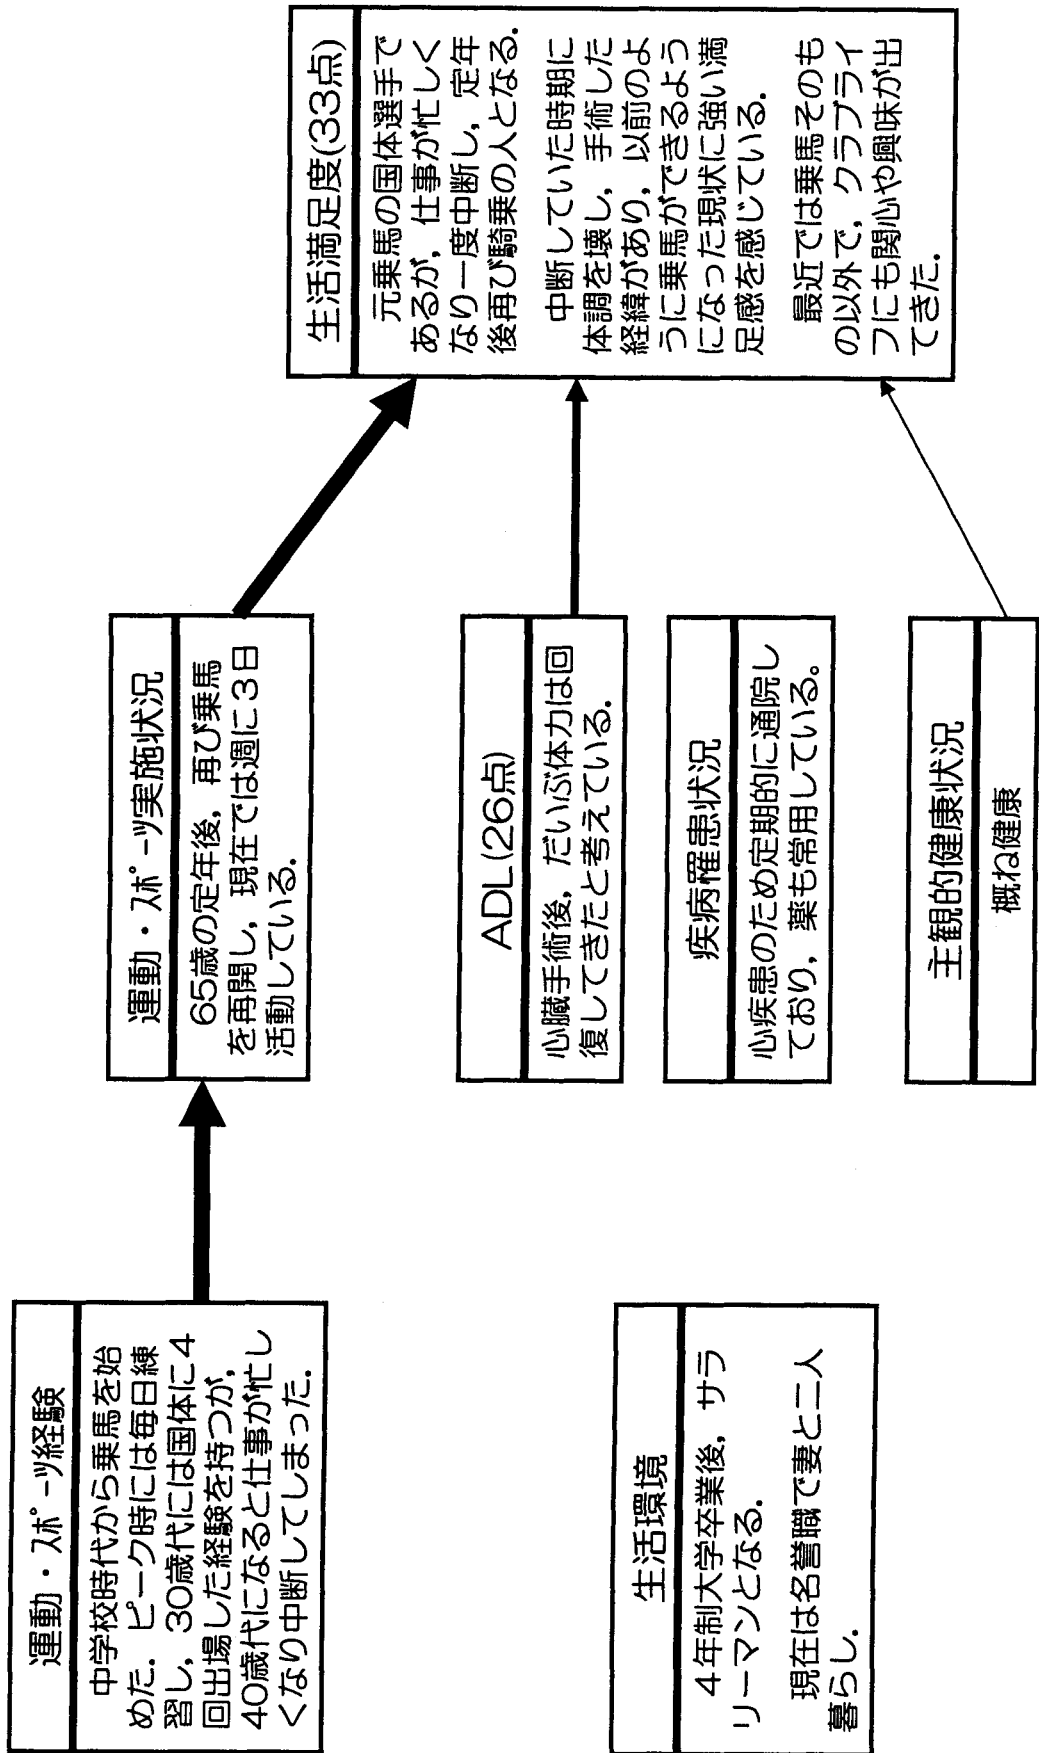 運動・スポーツ経験
中学校時代から乗馬を始
めた．ピーク時には毎日練
習し，30歳代には国体に4
回出場した経験を持つが，
40歳代になると仕事が忙し
くなり中断してしまった．
生活環境
4年制大学卒業後，サラ
リーマンとなる．
現在は名誉職で妻と二人
暮らし．
運動・スポーツ実施状況
65歳の定年後，再び乗馬
を再開し，現在では週に3日
活動している．
ADL(26点)
心臓手術後，だいぶ体力は回
復してきたと考えている．
疾病罹患状況
心疾患のため定期的に通院し
ており，薬も常用している。
主観的健康状況
概ね健康
生活満足度(33点)
元乗馬の国体選手で
あるが，仕事が忙しく
なり一度中断し，定年
後再び騎乗の人となる．
中断していた時期に
体調を壊し，手術した
経緯があり，以前のよ
うに乗馬ができるよう
になった現状に強い満
足感を感じている．
最近では乗馬そのも
の以外で，クラブライ
フにも関心や興味が出
てきた．